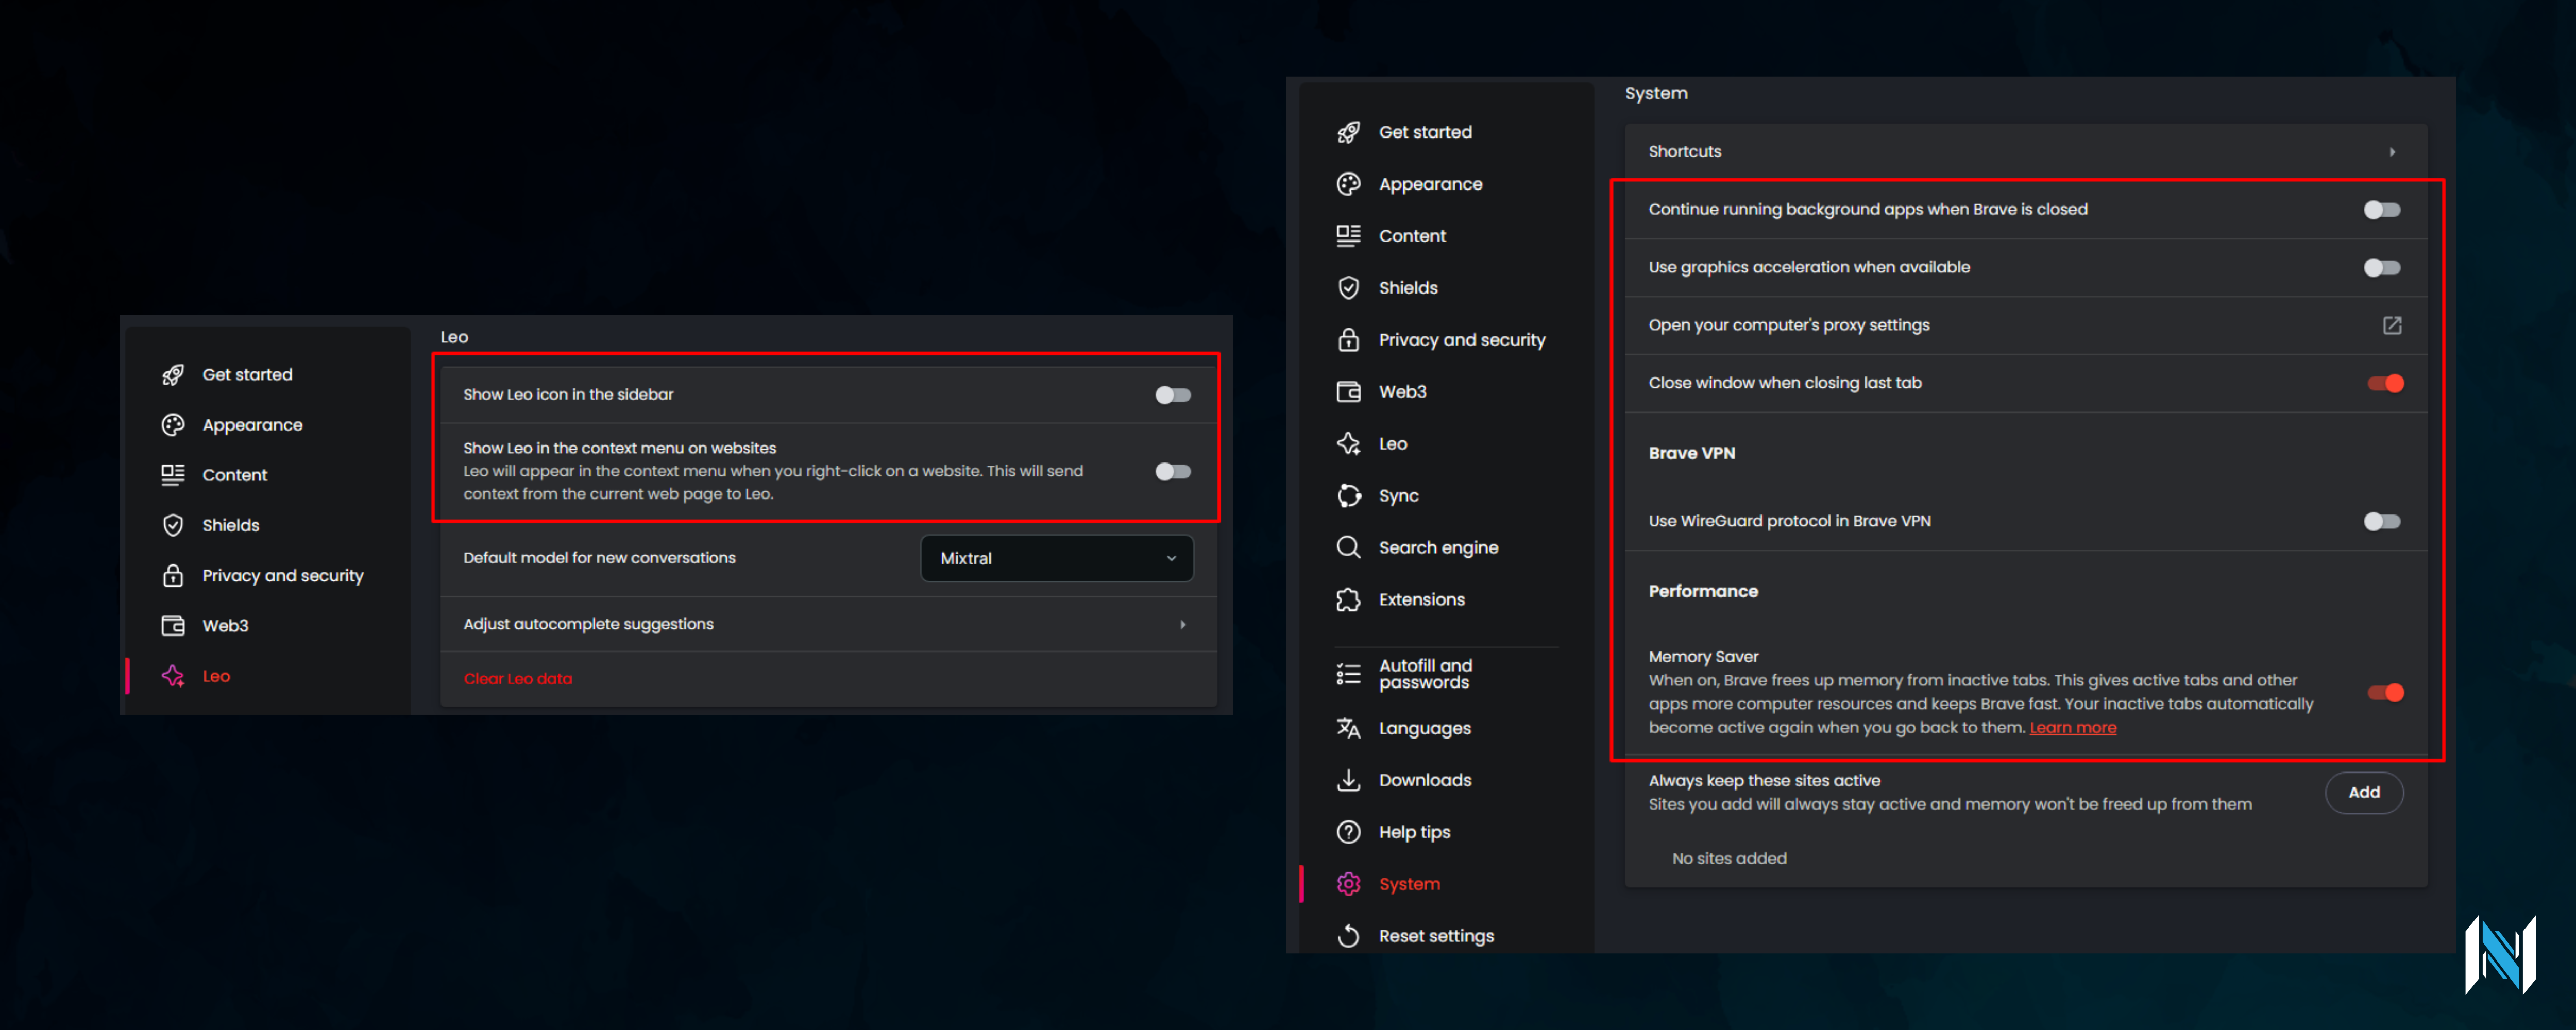 Get started
Appearance
Content
Shields
Privacy and security
Web3
Leo
Leo
Show Leo icon in the sidebar
Show Leo in the context menu on websites
Leo will appear in the context menu when you right-click on a website. This will send
context from the current web page to Leo.
Default model for new conversations
Mixtral
Adjust autocomplete suggestions
Clear Leo data
Get started
Appearance
Content
Shields
Privacy and security
Web3
Leo
Sync
Search engine
Extensions
Autofill and
passwords
Languages
Downloads
Help tips
System
Reset settings
System
Shortcuts
Continue running background apps when Brave is closed
Use graphics acceleration when available
Open your computer's proxy settings
Close window when closing last tab
Brave VPN
Use WireGuard protocol in Brave VPN
Performance
Memory Saver
When on, Brave frees up memory from inactive tabs. This gives active tabs and other
apps more computer resources and keeps Brave fast. Your inactive tabs automatically
become active again when you go back to them. Learn more
Always keep these sites active
Sites you add will always stay active and memory won't be freed up from them
Add
No sites added